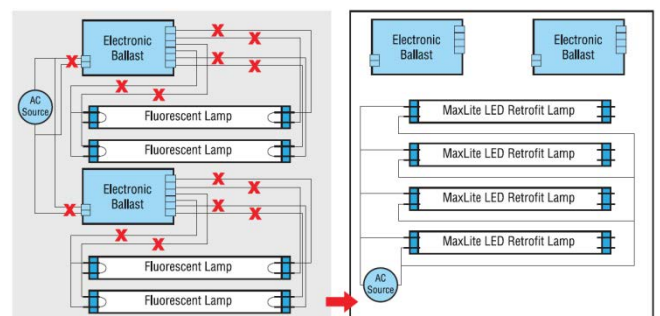 Electronic
Ballast
AC
Source
Fluorescent Lamp
Fluorescent Lamp
Electronic
Ballast
Fluorescent Lamp
Fluorescent Lamp
Electronic
Ballast
Electronic
Ballast
MaxLite LED Retrofit Lamp
MaxLite LED Retrofit Lamp
MaxLite LED Retrofit Lamp
MaxLite LED Retrofit Lamp
AC
Source